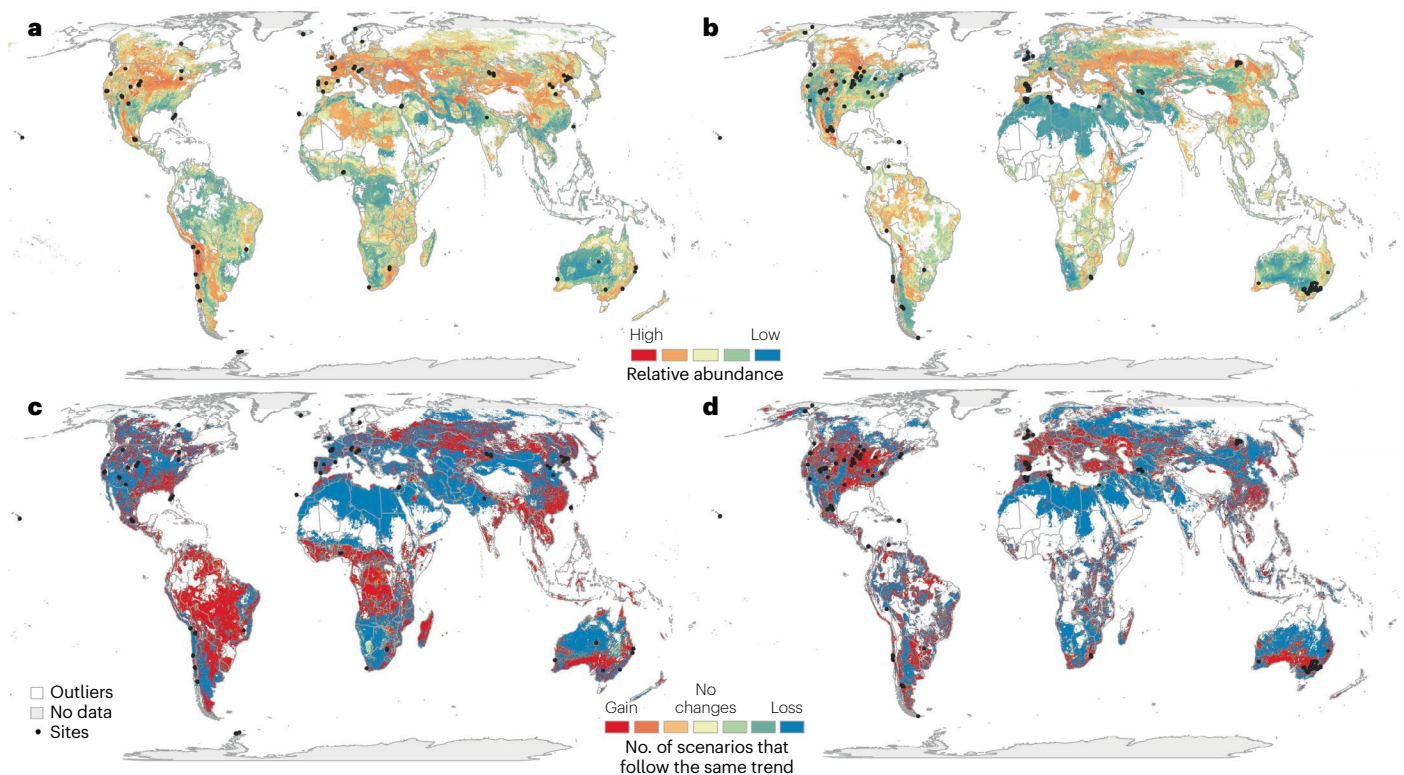 a
b
High
Low
Relative abundance
c
d
Outliers
No data
Sites
Gain
No
changes
Loss
No. of scenarios that
follow the same trend